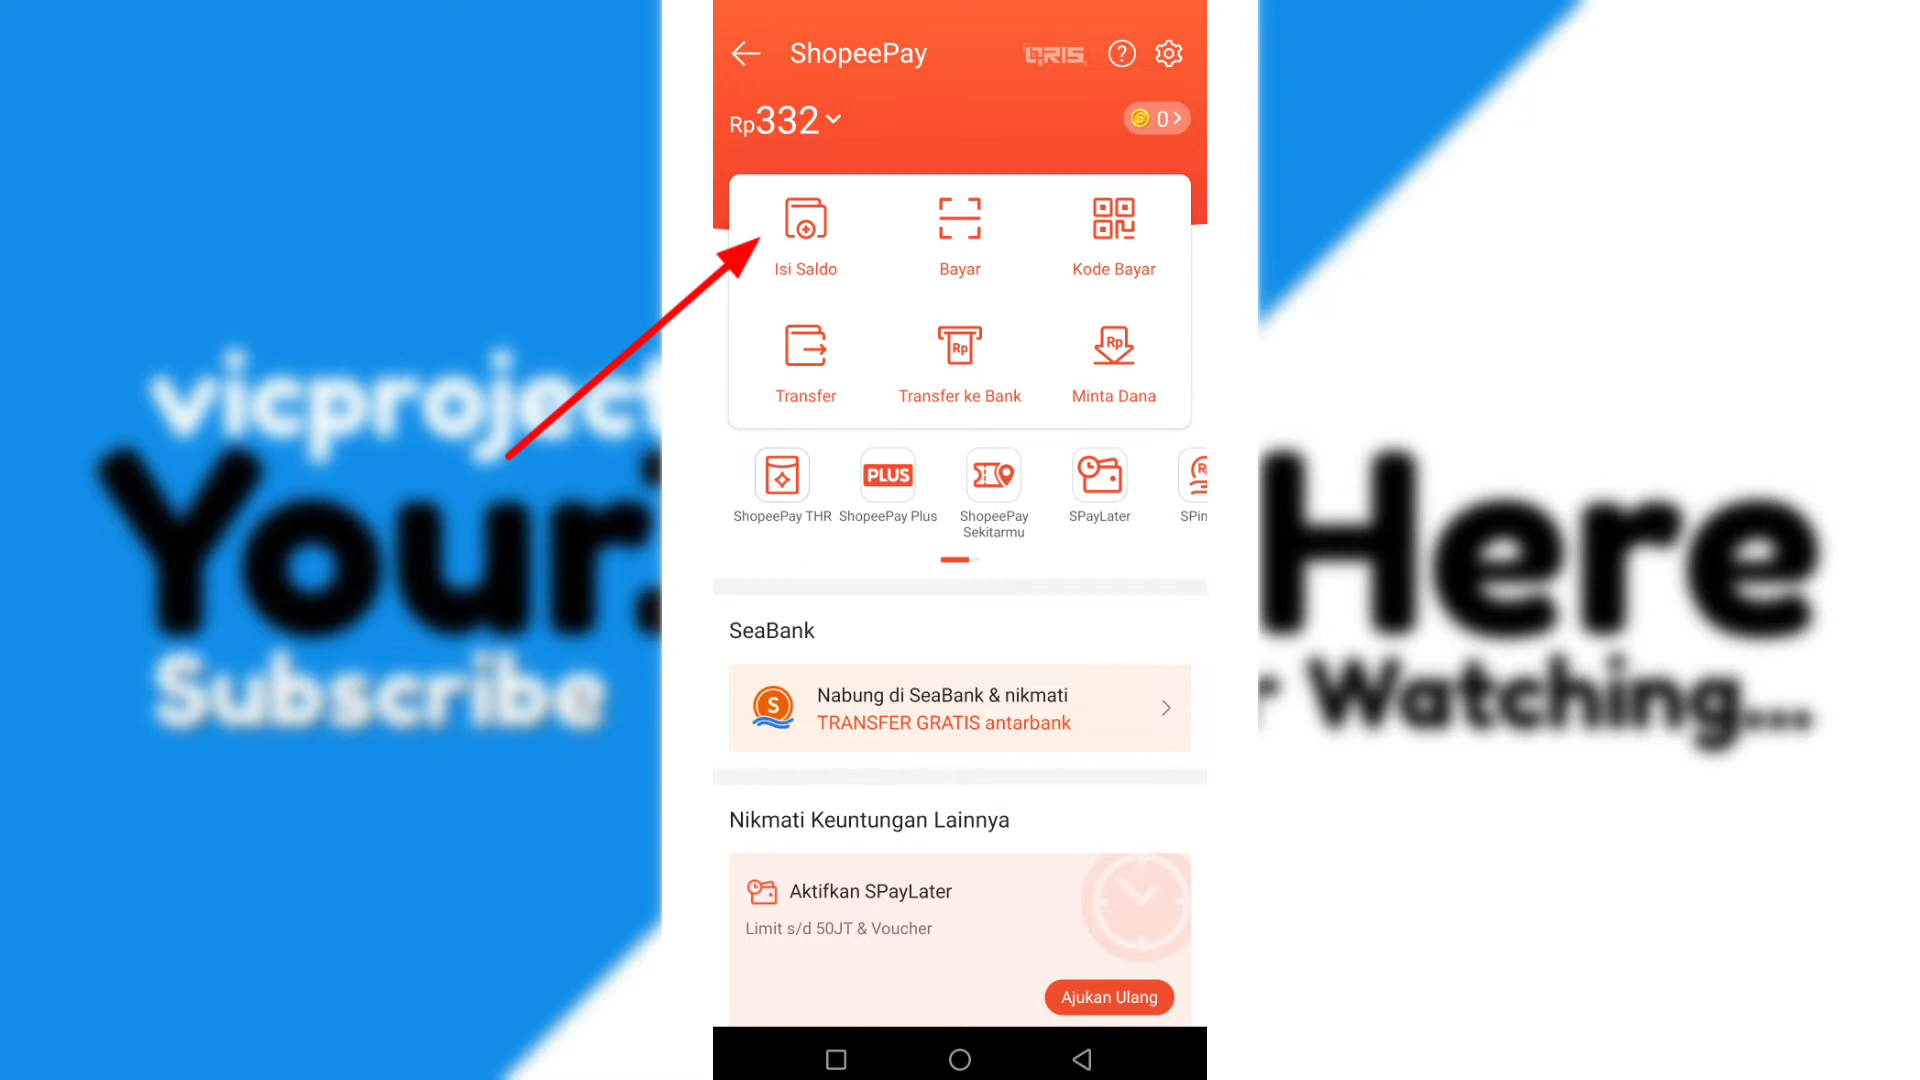 ShopeePay
QRIS
?
Rp332
S 0
Isi Saldo
Bayar
Kode Bayar
Rp
Rp
Transfer
Transfer ke Bank
Minta Dana
PLUS
ShopeePay THR
ShopeePay Plus
ShopeePay
Sekitarmu
SPayLater
SPin
SeaBank
S
Nabung di SeaBank & nikmati
TRANSFER GRATIS antarbank
Nikmati Keuntungan Lainnya
Aktifkan SPayLater
Limit s/d 50JT & Voucher
Ajukan Ulang
vicproject
Your
Here
Subscribe
r Watching...